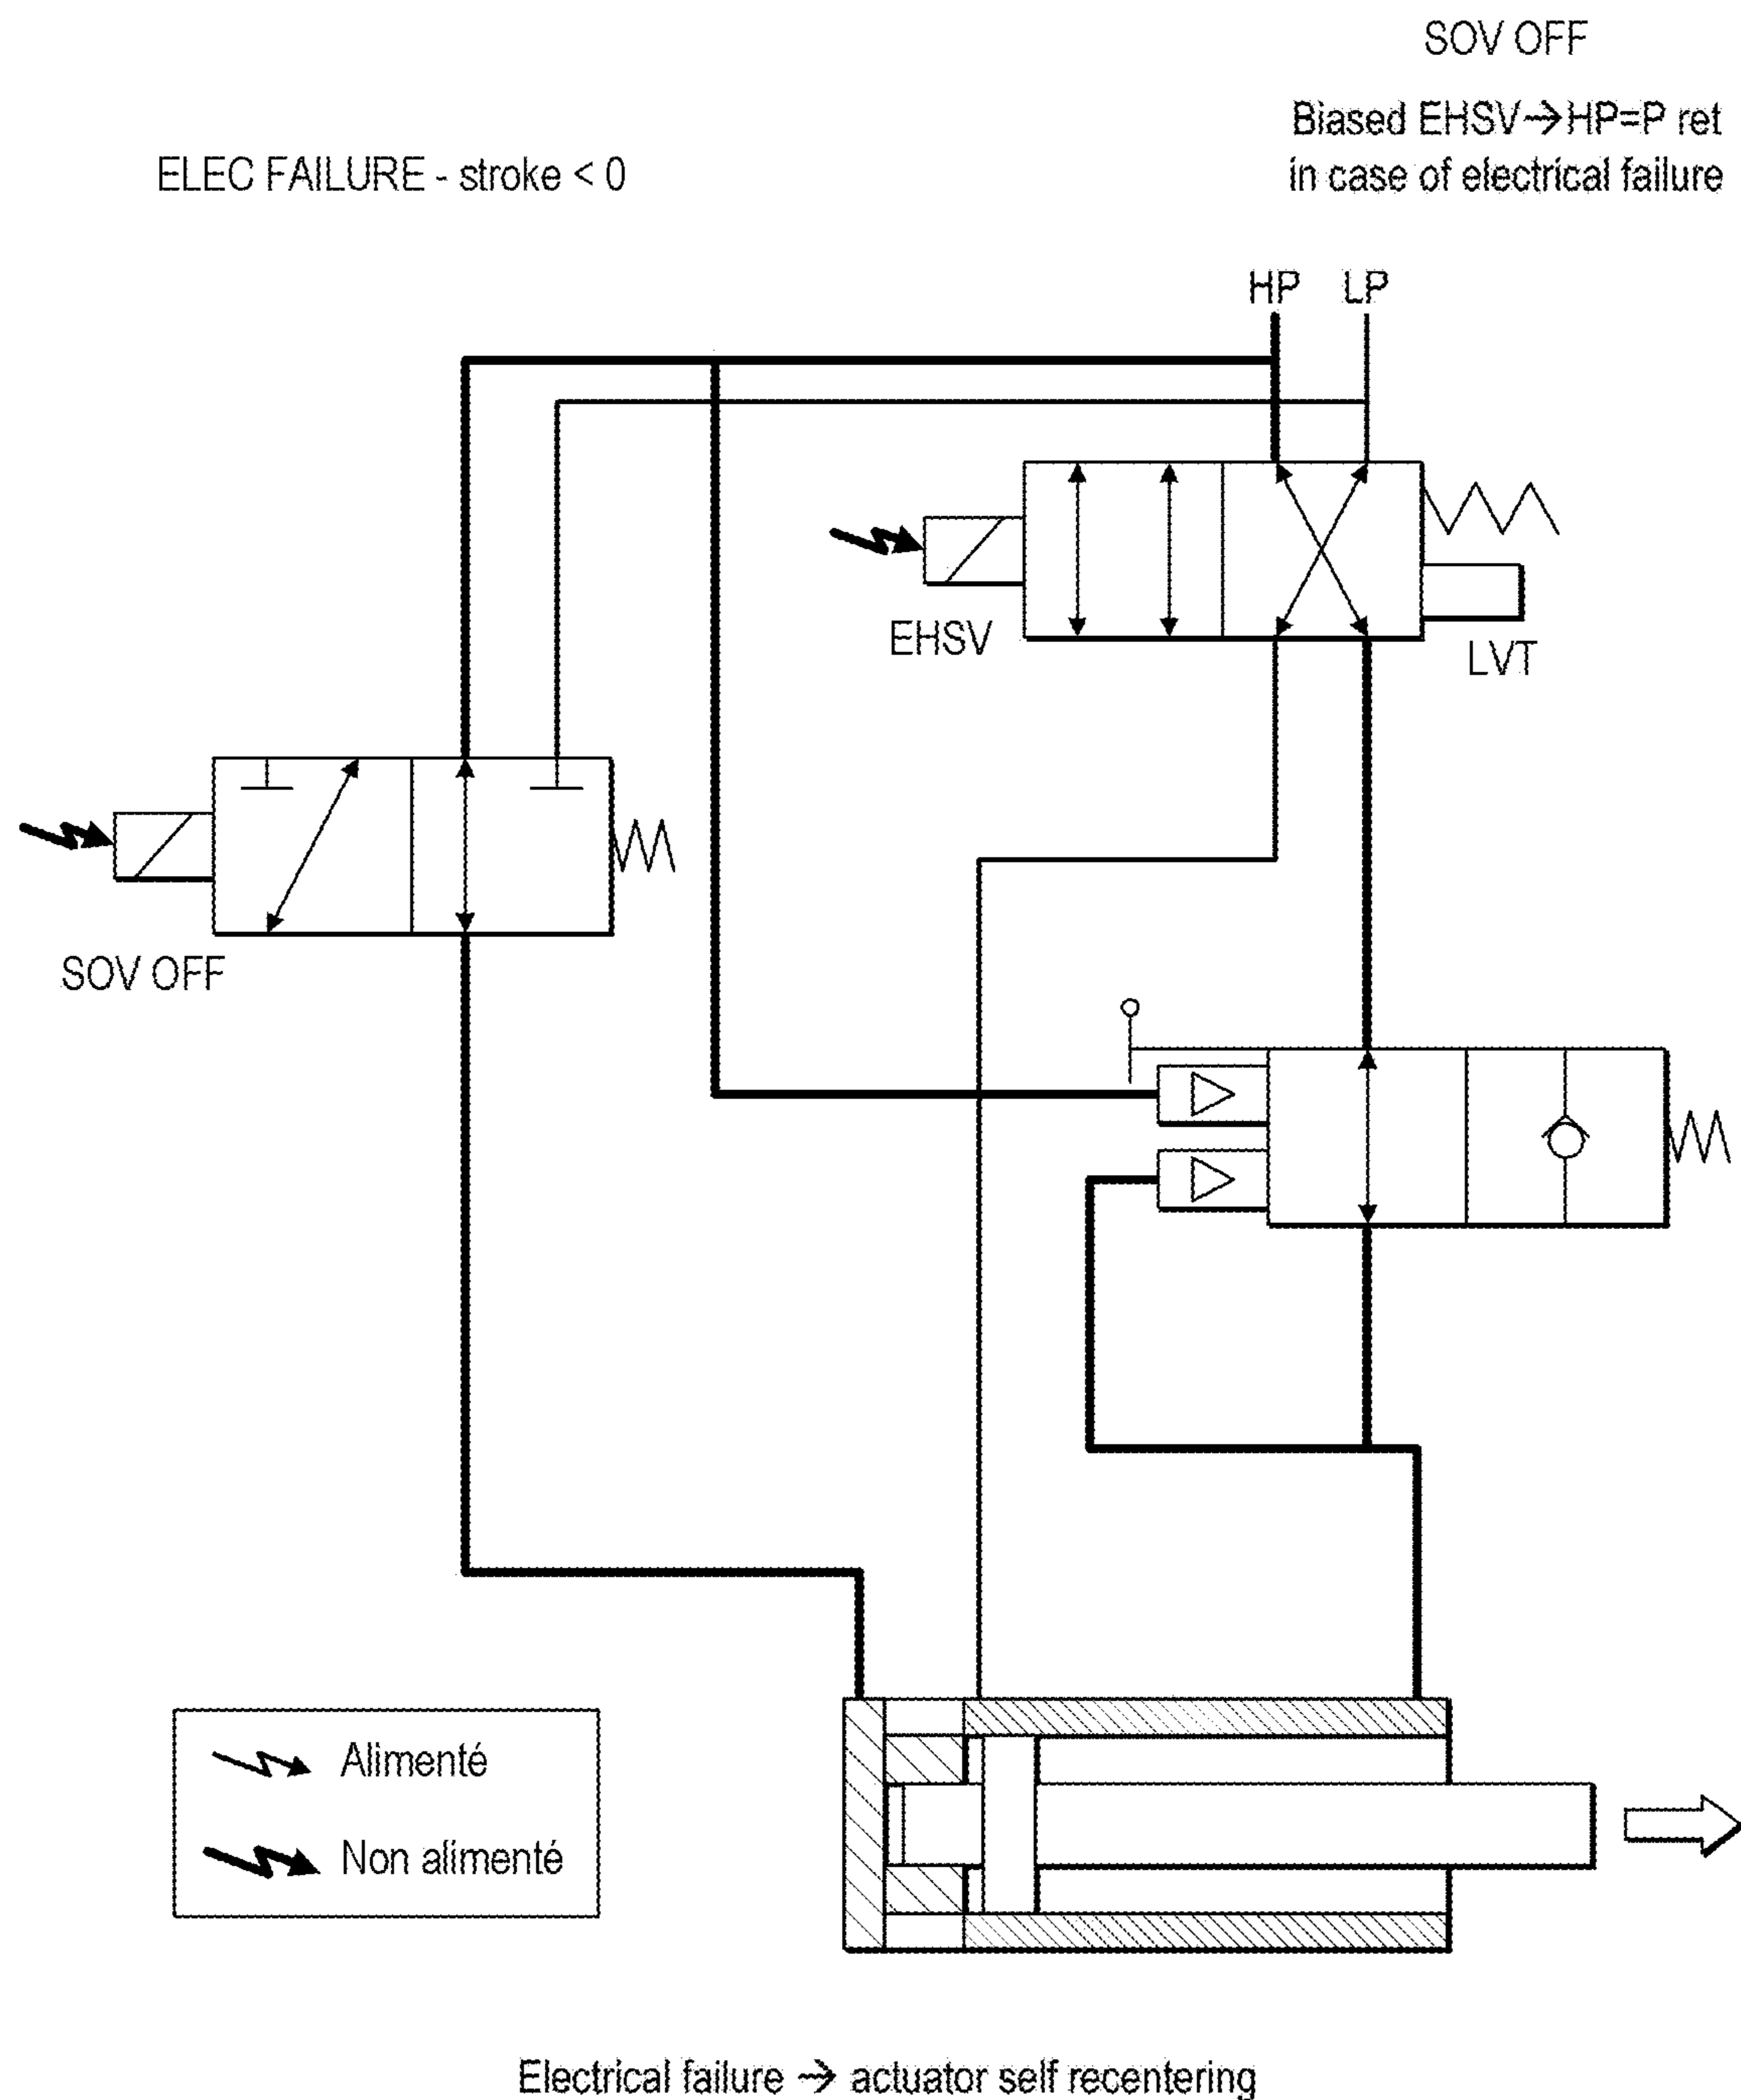 SOV OFF
Biased EHSV→HP=P ret
in case of electrical failure
ELEC FAILURE - stroke < 0
HP LP
EHSV
LVT
SOV OFF
Alimenté
Non alimenté
Electrical failure → actuator self recentering